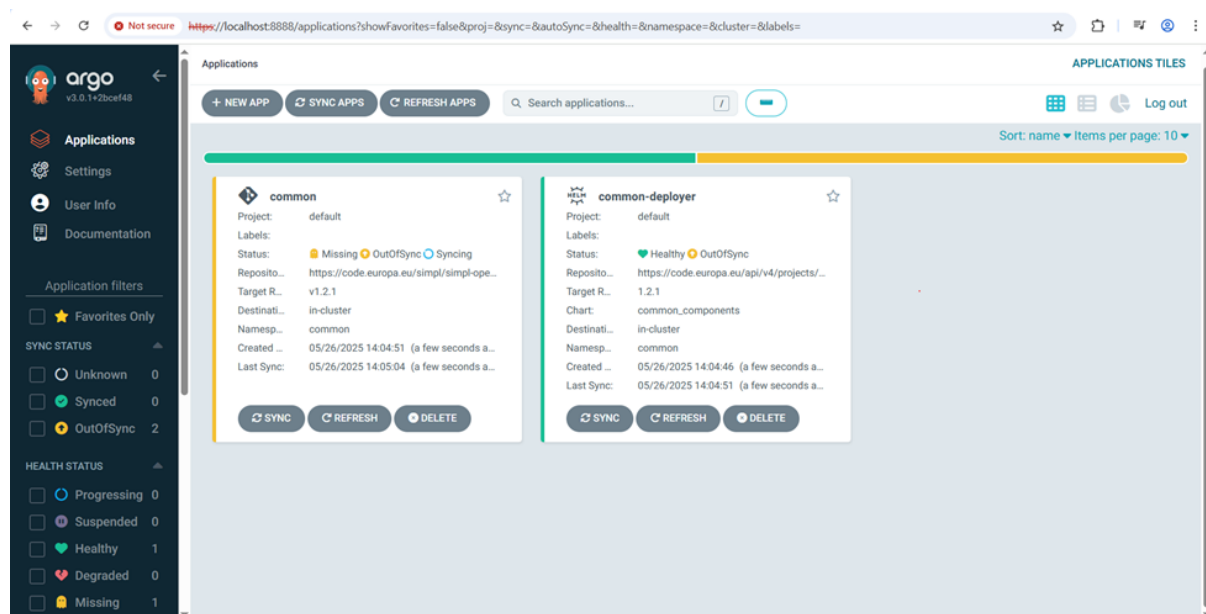 Not secure https://localhost:8888/applications?showFavorites=false&proj=&sync=&autoSync=&health=&namespace=&cluster=&labels=
argo
v3.0.1+2bcef48
Applications
Settings
User Info
Documentation
Application filters
Favorites Only
SYNC STATUS
Unknown 0
Synced 0
OutOfSync 2
HEALTH STATUS
Progressing 0
Suspended 0
Healthy 1
Degraded 0
Missing 1
Applications
APPLICATIONS TILES
+ NEW APP SYNC APPS REFRESH APPS Search applications... / Log out
Sort: name Items per page: 10
common
Project: default
Labels:
Status: Missing OutOfSync Syncing
Reposito... https://code.europa.eu/simpl/simpl-ope...
Target R... v1.2.1
Destinati... in-cluster
Namesp... common
Created ... 05/26/2025 14:04:51 (a few seconds a...
Last Sync: 05/26/2025 14:05:04 (a few seconds a...
SYNC REFRESH DELETE
HELM
common-deployer
Project: default
Labels:
Status: Healthy OutOfSync
Reposito... https://code.europa.eu/api/v4/projects/...
Target R... 1.2.1
Chart: common_components
Destinati... in-cluster
Namesp... common
Created ... 05/26/2025 14:04:46 (a few seconds a...
Last Sync: 05/26/2025 14:04:51 (a few seconds a...
SYNC REFRESH DELETE